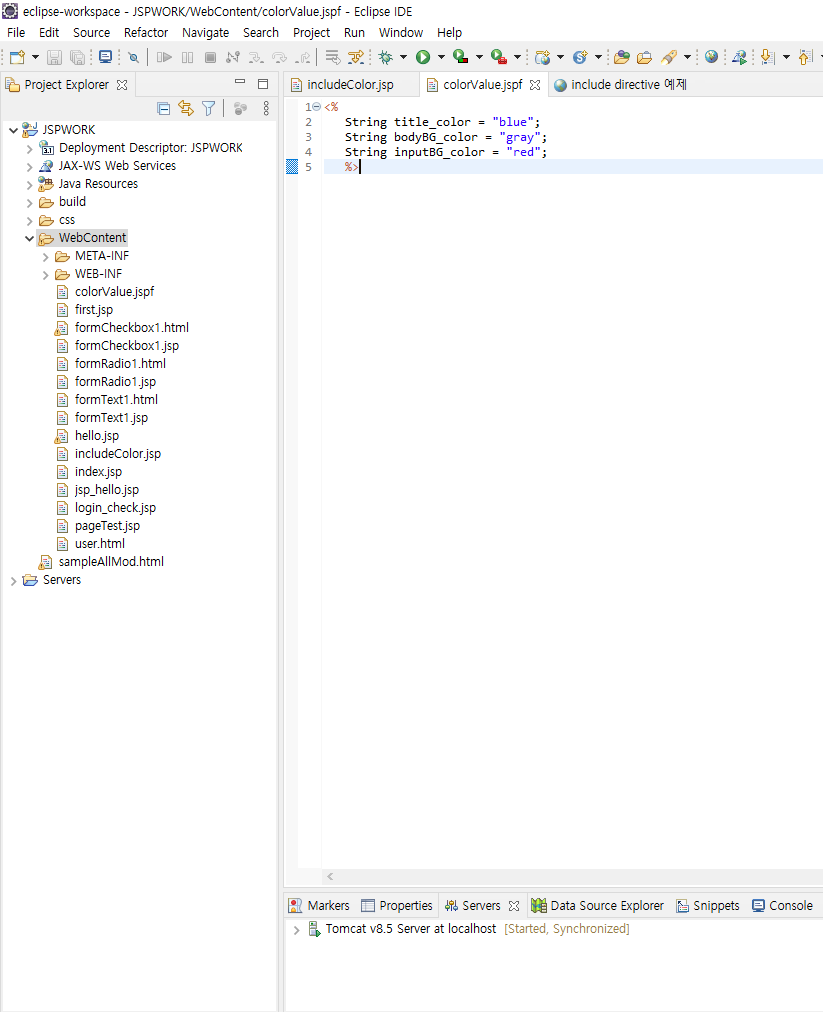 eclipse-workspace - JSPWORK/WebContent/colorValue.jspf - Eclipse IDE
File Edit Source Refactor Navigate Search Project Run Window Help
Project Explorer
JSPWORK
3.1 Deployment Descriptor: JSPWORK
JAX-WS Web Services
Java Resources
build
css
WebContent
META-INF
WEB-INF
colorValue.jspf
first.jsp
formCheckbox1.html
formCheckbox1.jsp
formRadio1.html
formRadio1.jsp
formText1.html
formText1.jsp
hello.jsp
includeColor.jsp
index.jsp
jsp_hello.jsp
login_check.jsp
pageTest.jsp
user.html
sampleAllMod.html
Servers
includeColor.jsp colorValue.jspf include directive 예제
1 <%
2 String title_color = "blue";
3 String bodyBG_color = "gray";
4 String inputBG_color = "red";
5 %>
Markers Properties Servers Data Source Explorer Snippets Console
Tomcat v8.5 Server at localhost [Started, Synchronized]